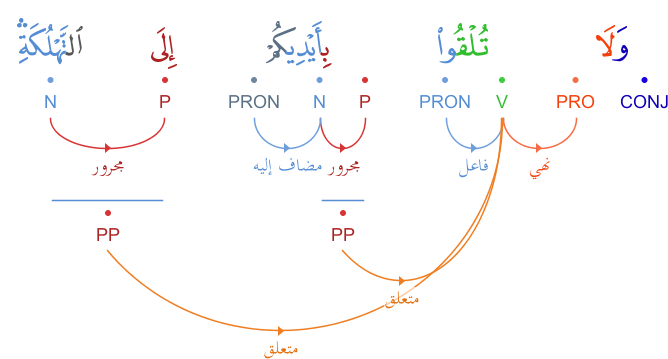 وَلَا تُلْقُوا۟ بِأَيْدِيكُمْ إِلَى ٱلتَّهْلُكَةِ ۛ
CONJ PRO V PRON P N PRON P N
نهي فاعل مجرور مضاف إليه مجرور
PP PP
متعلق
متعلق